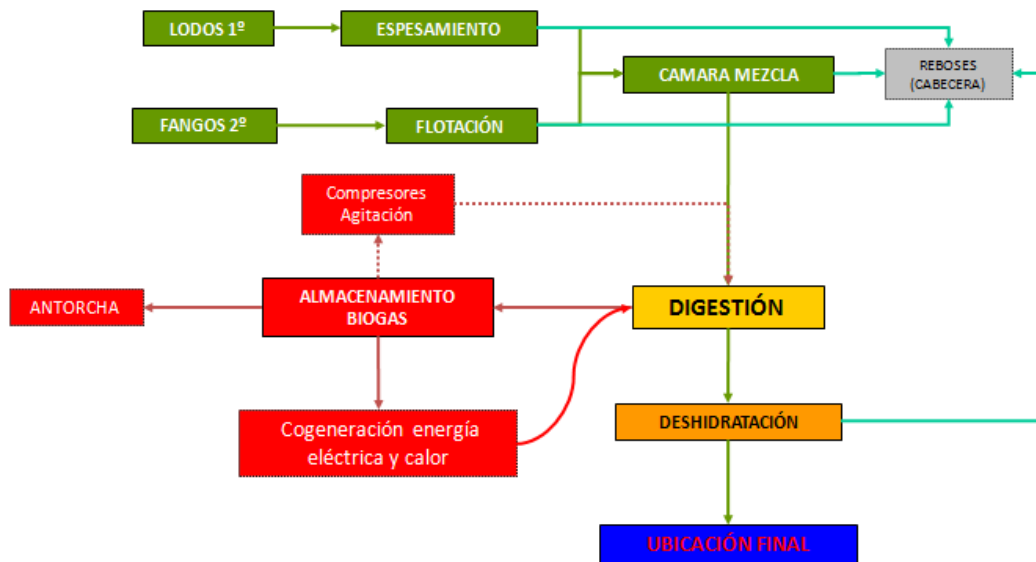 LODOS 1º
ESPESAMIENTO
CAMARA MEZCLA
REBOSES
(CABECERA)
FANGOS 2º
FLOTACIÓN
Compresores
Agitación
ANTORCHA
ALMACENAMIENTO
BIOGAS
DIGESTIÓN
Cogeneración energía
eléctrica y calor
DESHIDRATACIÓN
UBICACIÓN FINAL